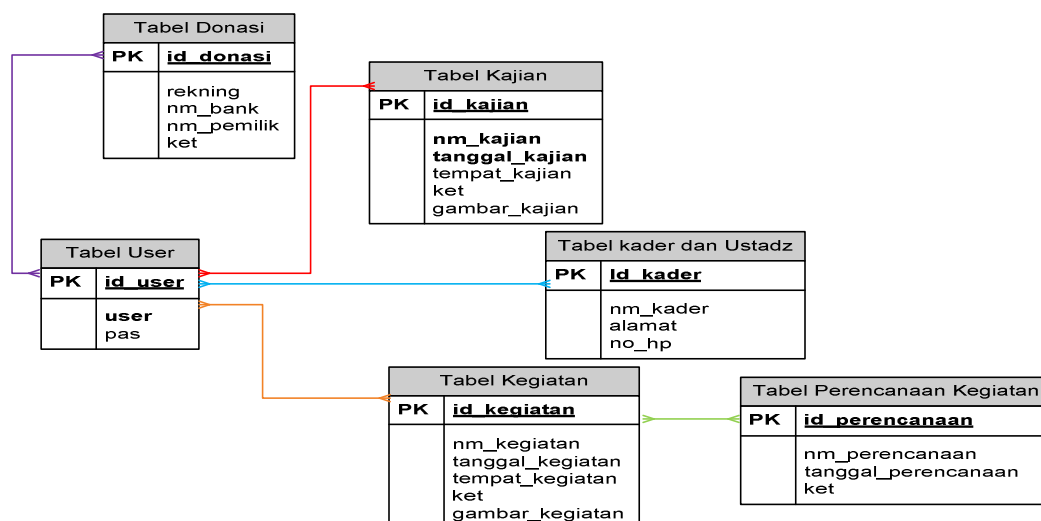 Tabel Donasi
PK id_donasi
rekning
nm_bank
nm_pemilik
ket
Tabel Kajian
PK id_kajian
nm_kajian
tanggal_kajian
tempat_kajian
ket
gambar_kajian
Tabel User
PK id_user
user
pas
Tabel kader dan Ustadz
PK Id_kader
nm_kader
alamat
no_hp
Tabel Kegiatan
PK id_kegiatan
nm_kegiatan
tanggal_kegiatan
tempat_kegiatan
ket
gambar_kegiatan
Tabel Perencanaan Kegiatan
PK id_perencanaan
nm_perencanaan
tanggal_perencanaan
ket